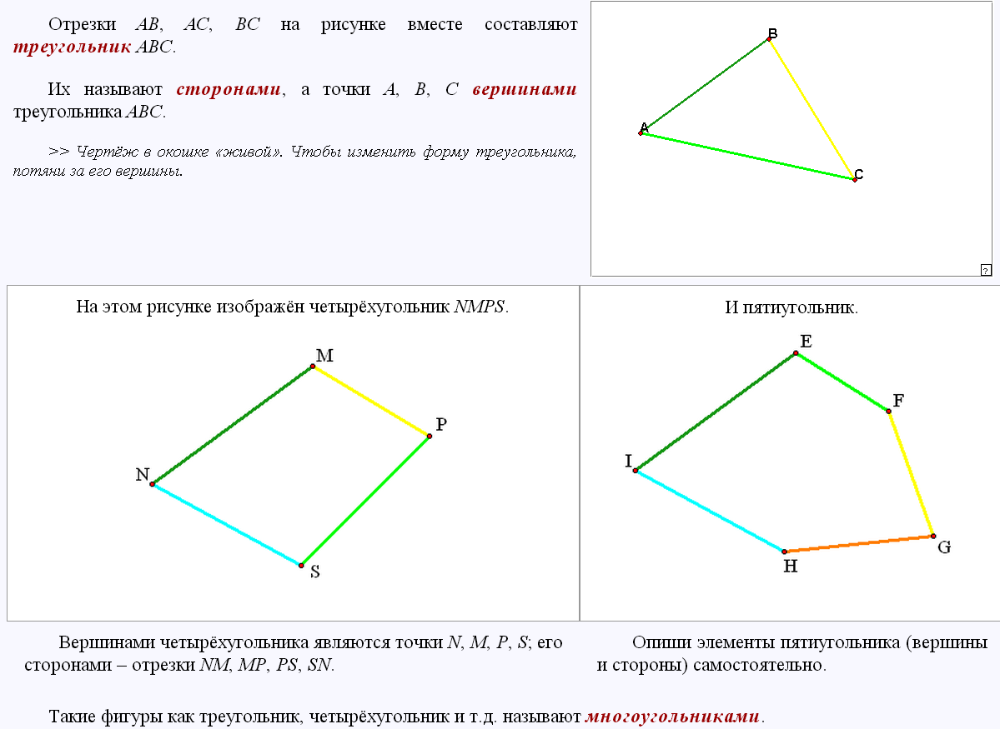 Отрезки AB, AC, BC на рисунке вместе составляют
треугольник ABC.
Их называют сторонами, а точки A, B, C вершинами
треугольника ABC.
>> Чертёж в окошке «живой». Чтобы изменить форму треугольника,
потяни за его вершины.
B
A
C
?
На этом рисунке изображён четырёхугольник NMPS.
M
P
N
S
И пятиугольник.
E
F
I
G
H
Вершинами четырёхугольника являются точки N, M, P, S; его
сторонами – отрезки NM, MP, PS, SN.
Опиши элементы пятиугольника (вершины
и стороны) самостоятельно.
Такие фигуры как треугольник, четырёхугольник и т.д. называют многоугольниками.